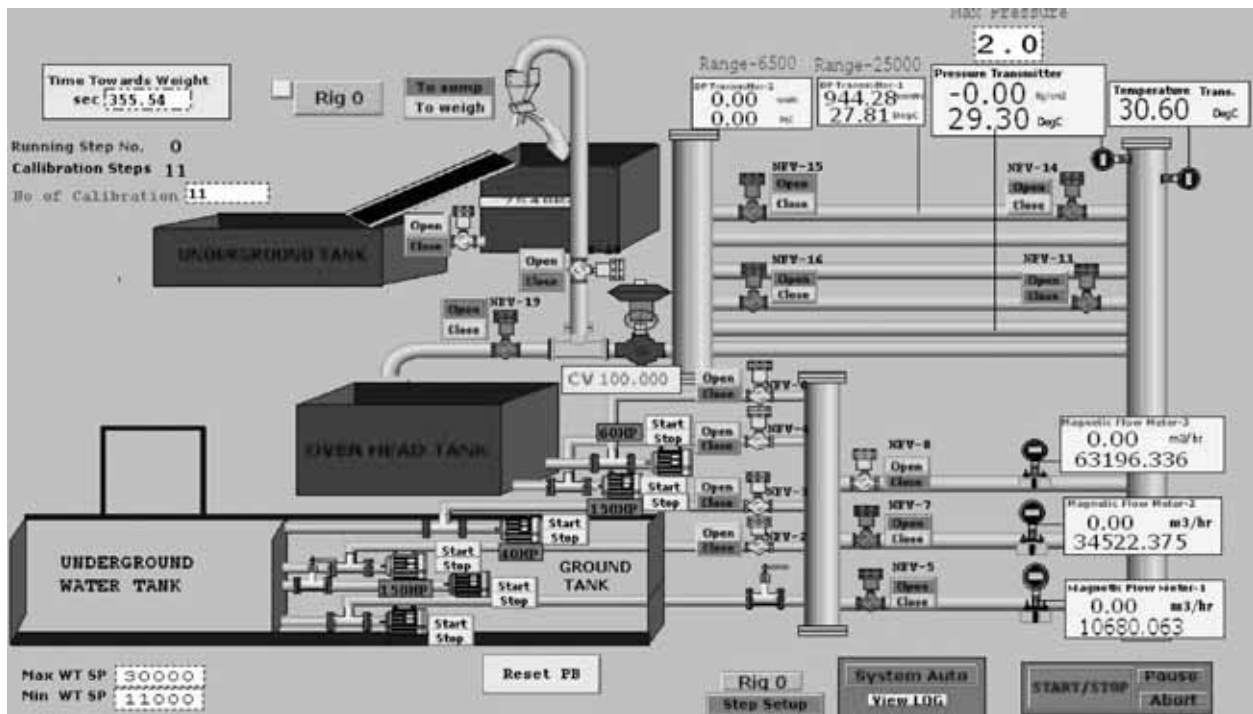 Max Pressure
2.0
Range-6500
Range-25000
Time Towards Weight
sec 355.54
Rig 0
To sump
To weigh
DP Transmitter-2
0.00
0.00
DP Transmitter-1
944.28
27.81 DegC
Pressure Transmitter
-0.00
29.30 DegC
Temperature Trans.
30.60 DegC
Running Step No. 0
Callibration Steps 11
No of Calibration 11
NFV-15
Open
Close
NFV-14
Open
Close
Open
Close
UNDERGROUND TANK
Open
Close
NFV-16
Open
Close
NFV-11
Open
Close
NFV-19
Open
Close
CV 100.000
Open
Close
OVER HEAD TANK
60HP
Start
Stop
Open
Close
Start
Stop
150HP
Open
Close
NFV-8
Open
Close
Magnetic Flow Meter-3
0.00 m3/hr
63196.336
NFV-7
Open
Close
Magnetic Flow Meter-2
0.00 m3/hr
34522.375
Start
Stop
40HP
Open
Close
NFV-2
UNDERGROUND
WATER TANK
GROUND
TANK
Start
Stop
150HP
Start
Stop
Start
Stop
NFV-5
Open
Close
Magnetic Flow Meter-1
0.00 m3/hr
10680.063
Max WT SP 30000
Min WT SP 11000
Reset PB
Rig 0
Step Setup
System Auto
View LOG
START/STOP
Pause
Abort